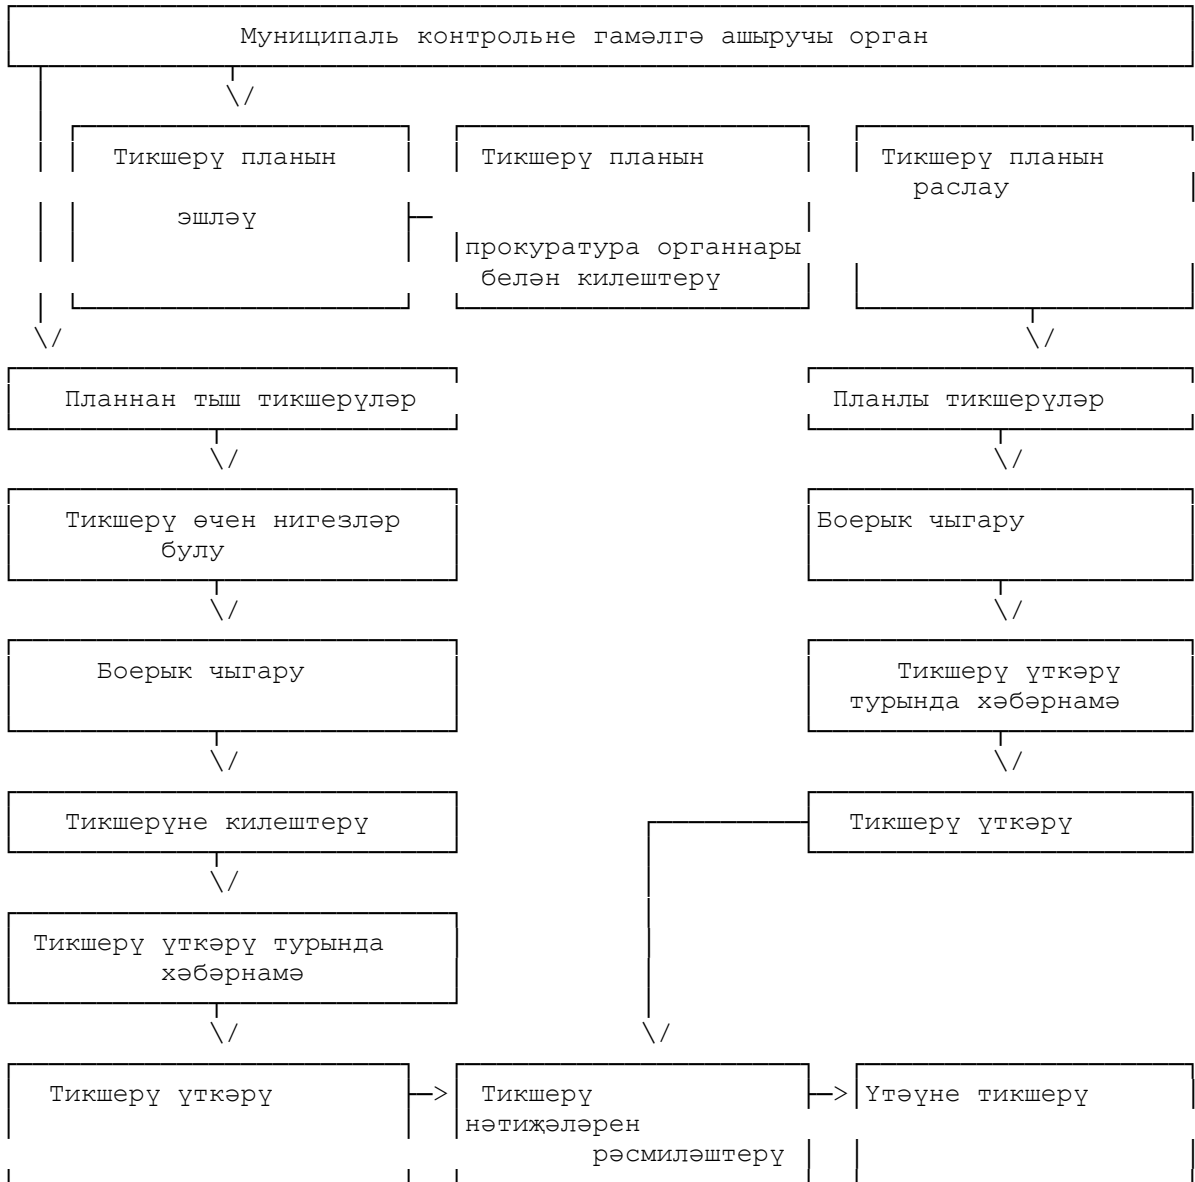 Муниципаль контрольне гамәлгә ашыручы орган
Тикшерү планын
эшләү
Тикшерү планын
прокуратура органнары
белән килештерү
Тикшерү планын
раслау
Планнан тыш тикшерүләр
Планлы тикшерүләр
Тикшерү өчен нигезләр
булу
Боерык чыгару
Боерык чыгару
Тикшерү үткәрү
турында хәбәрнамә
Тикшерүне килештерү
Тикшерү үткәрү
Тикшерү үткәрү турында
хәбәрнамә
Тикшерү үткәрү
Тикшерү
нәтиҗәләрен
рәсмиләштерү
Үтәүне тикшерү